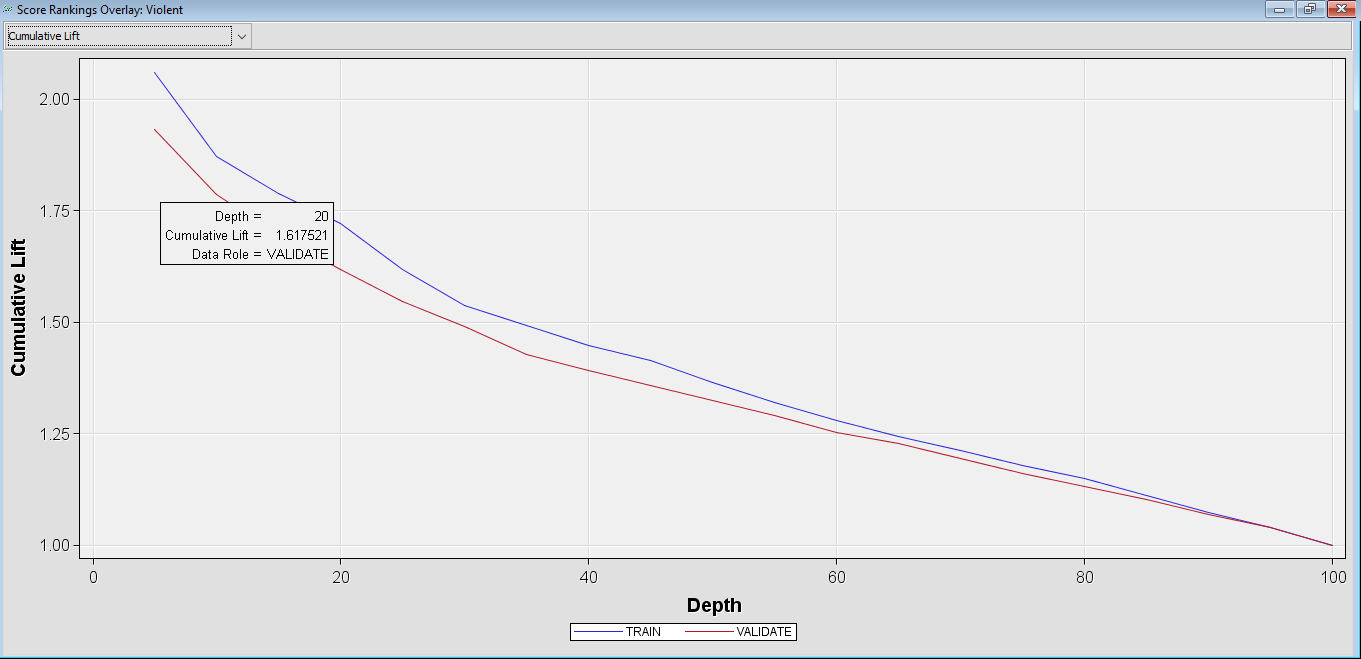 Score Rankings Overlay: Violent
Cumulative Lift
Cumulative Lift
2.00
1.75
1.50
1.25
1.00
Depth = 20
Cumulative Lift = 1.617521
Data Role = VALIDATE
0 20 40 60 80 100
Depth
TRAIN VALIDATE